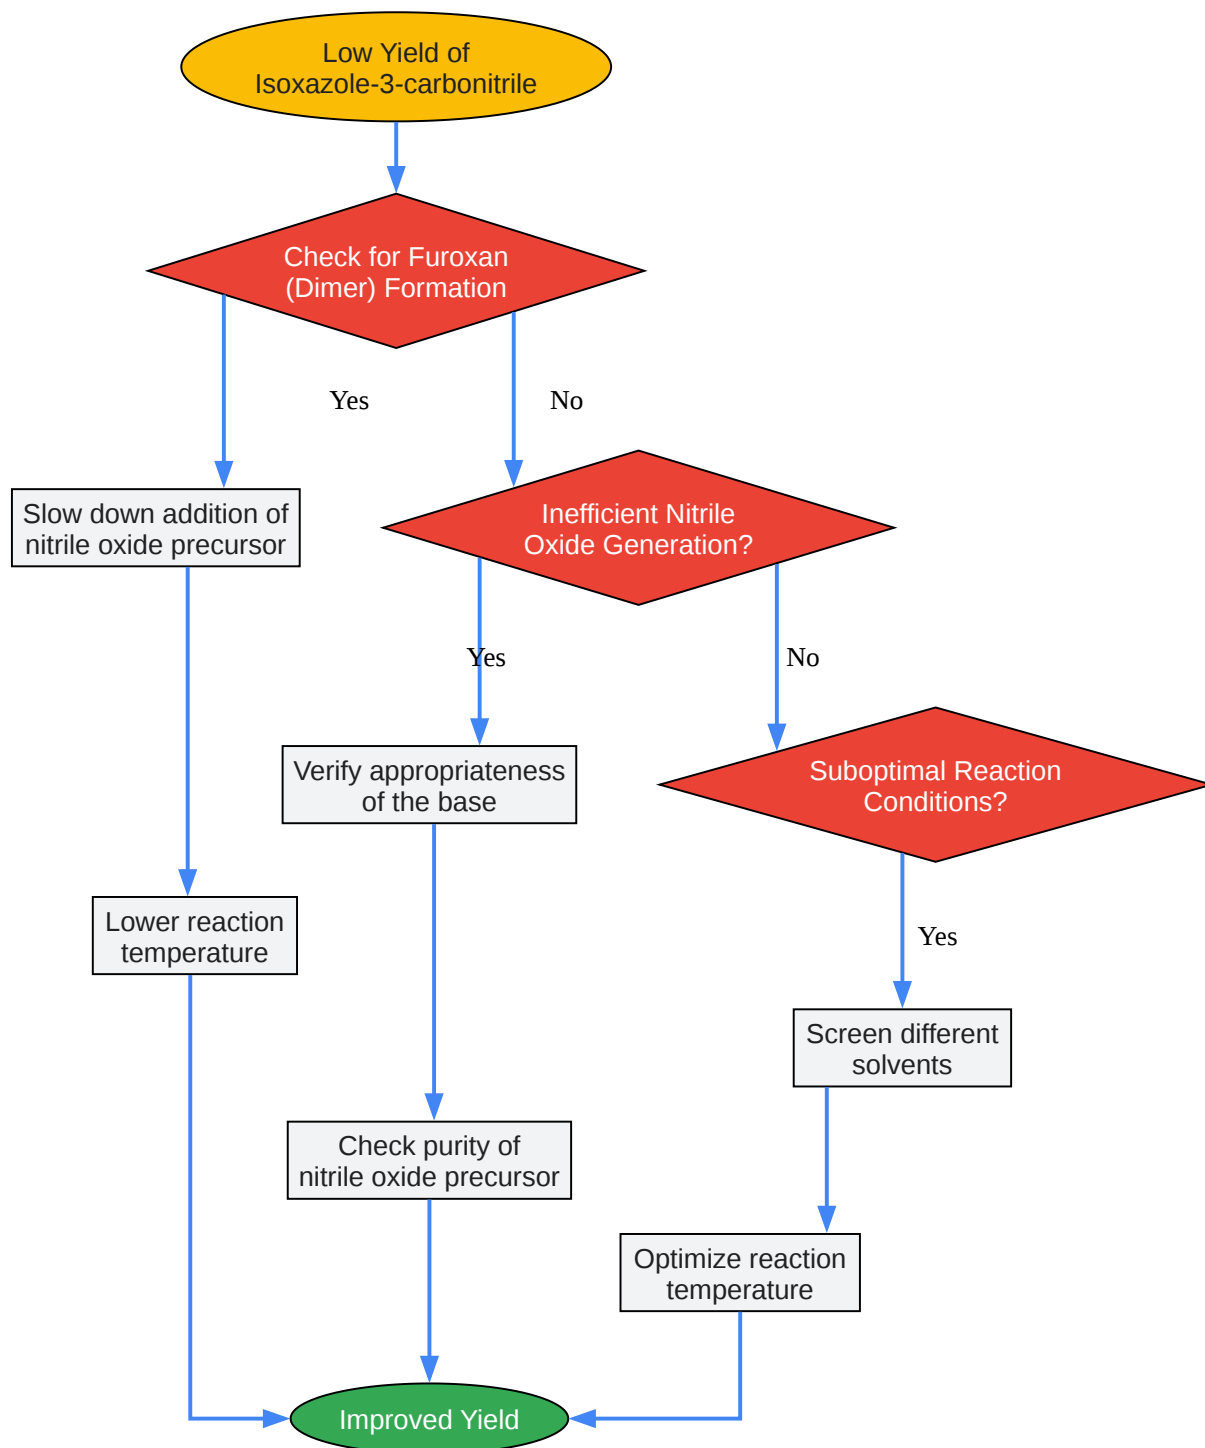 Low Yield of
Isoxazole-3-carbonitrile
Check for Furoxan
(Dimer) Formation
Yes
No
Slow down addition of
nitrile oxide precursor
Inefficient Nitrile
Oxide Generation?
Yes
No
Verify appropriateness
of the base
Suboptimal Reaction
Conditions?
Lower reaction
temperature
Yes
Screen different
solvents
Check purity of
nitrile oxide precursor
Optimize reaction
temperature
Improved Yield